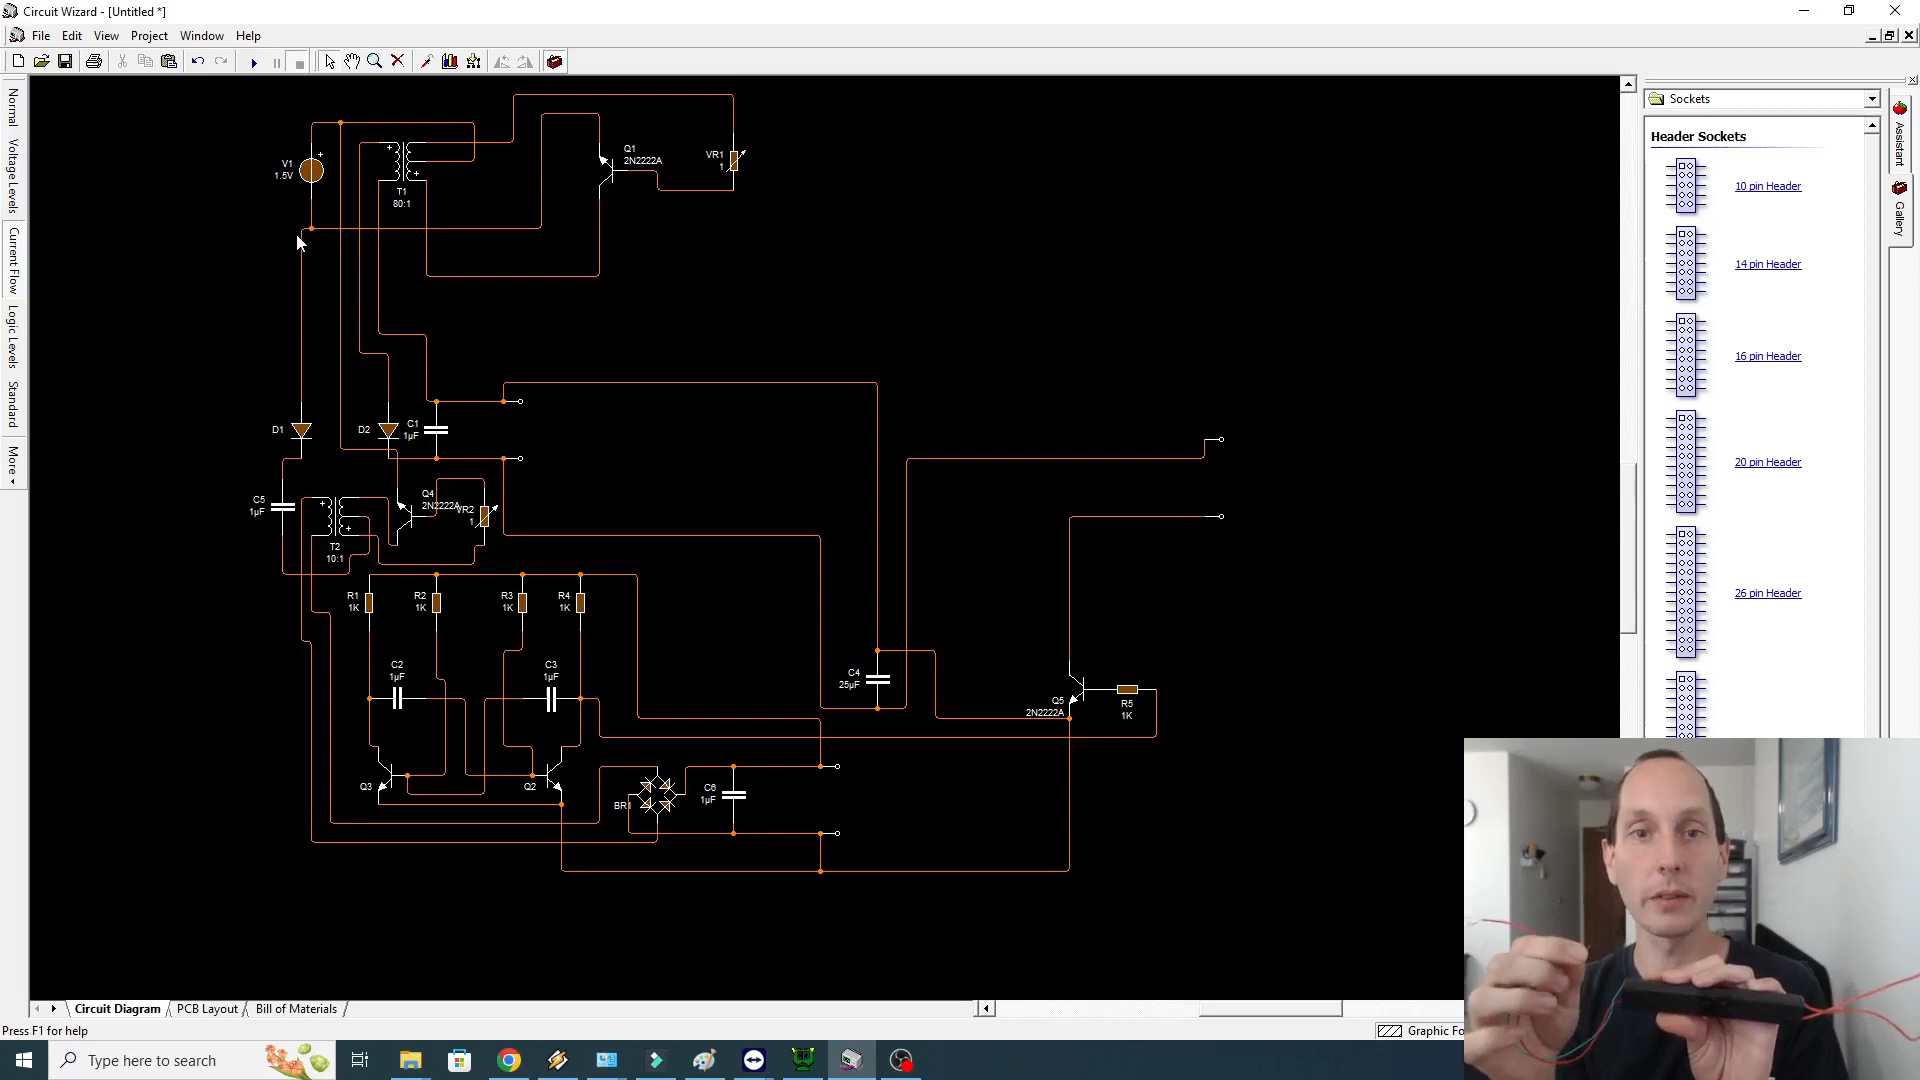 Circuit Wizard - [Untitled *]
File Edit View Project Window Help
Normal
Voltage Levels
Current Flow
Logic Levels
Standard
More
V1
1.5V
+
T1
80:1
+
+
Q1
2N2222A
VR1
1
D1
D2
C1
1µF
C5
1µF
T2
10:1
+
+
Q4
2N2222A
VR2
1
R1
1K
R2
1K
R3
1K
R4
1K
C2
1µF
C3
1µF
C4
25µF
Q5
2N2222A
R5
1K
Q3
Q2
BR1
C6
1µF
Sockets
Header Sockets
10 pin Header
14 pin Header
16 pin Header
20 pin Header
26 pin Header
Assistant
Gallery
Circuit Diagram PCB Layout Bill of Materials
Press F1 for help
Graphic Fo
Type here to search